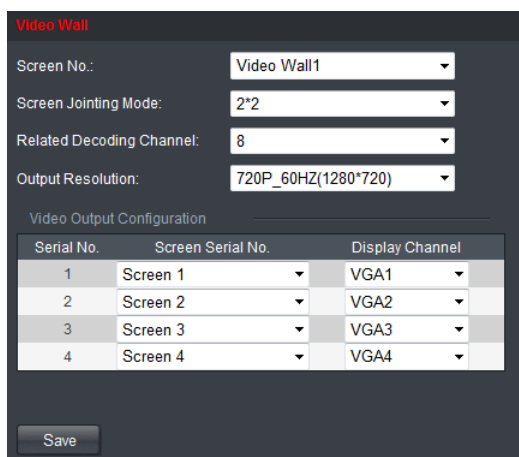 Video Wall
Screen No.: Video Wall1
Screen Jointing Mode: 2*2
Related Decoding Channel: 8
Output Resolution: 720P_60HZ(1280*720)
Video Output Configuration
Serial No. Screen Serial No. Display Channel
1 Screen 1 VGA1
2 Screen 2 VGA2
3 Screen 3 VGA3
4 Screen 4 VGA4
Save